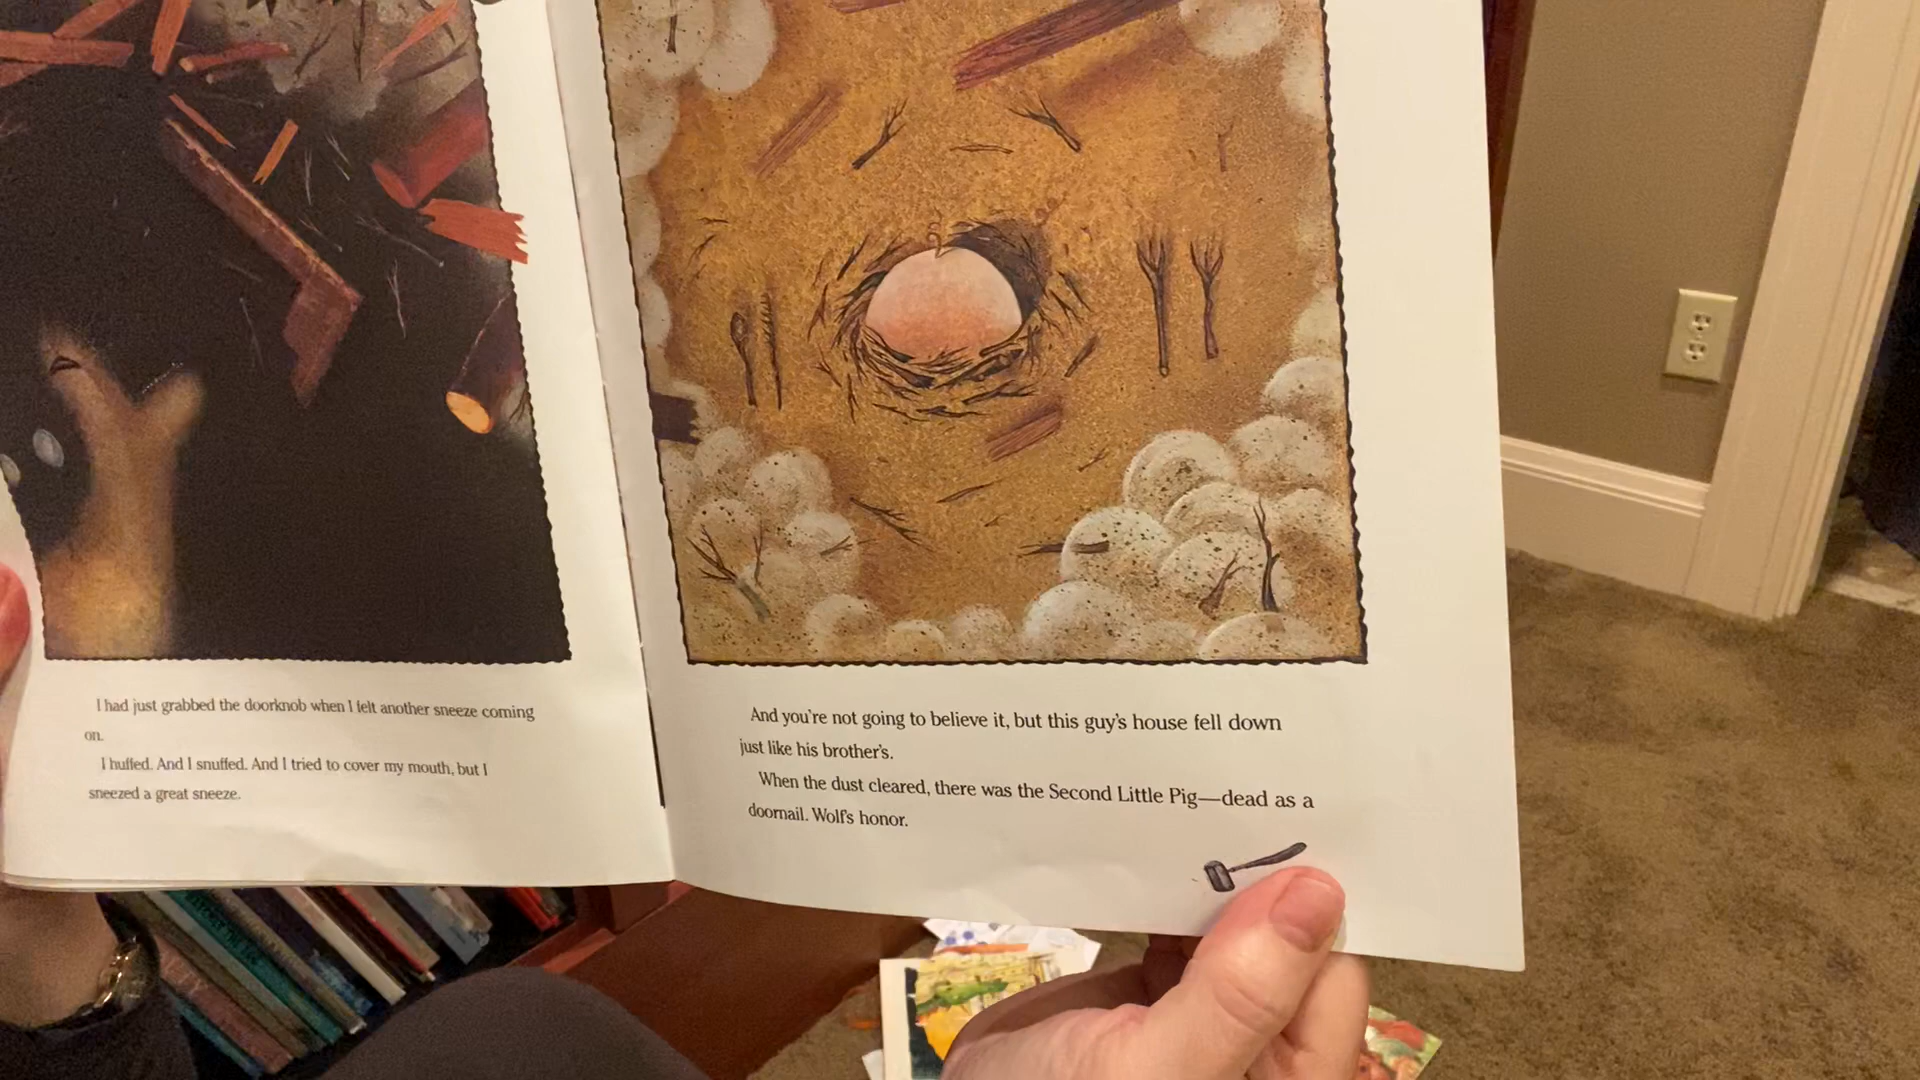 I had just grabbed the doorknob when I felt another sneeze coming
on.
I huffed. And I snuffed. And I tried to cover my mouth, but I
sneezed a great sneeze.
And you're not going to believe it, but this guy's house fell down
just like his brother's.
When the dust cleared, there was the Second Little Pig—dead as a
doornail. Wolf's honor.